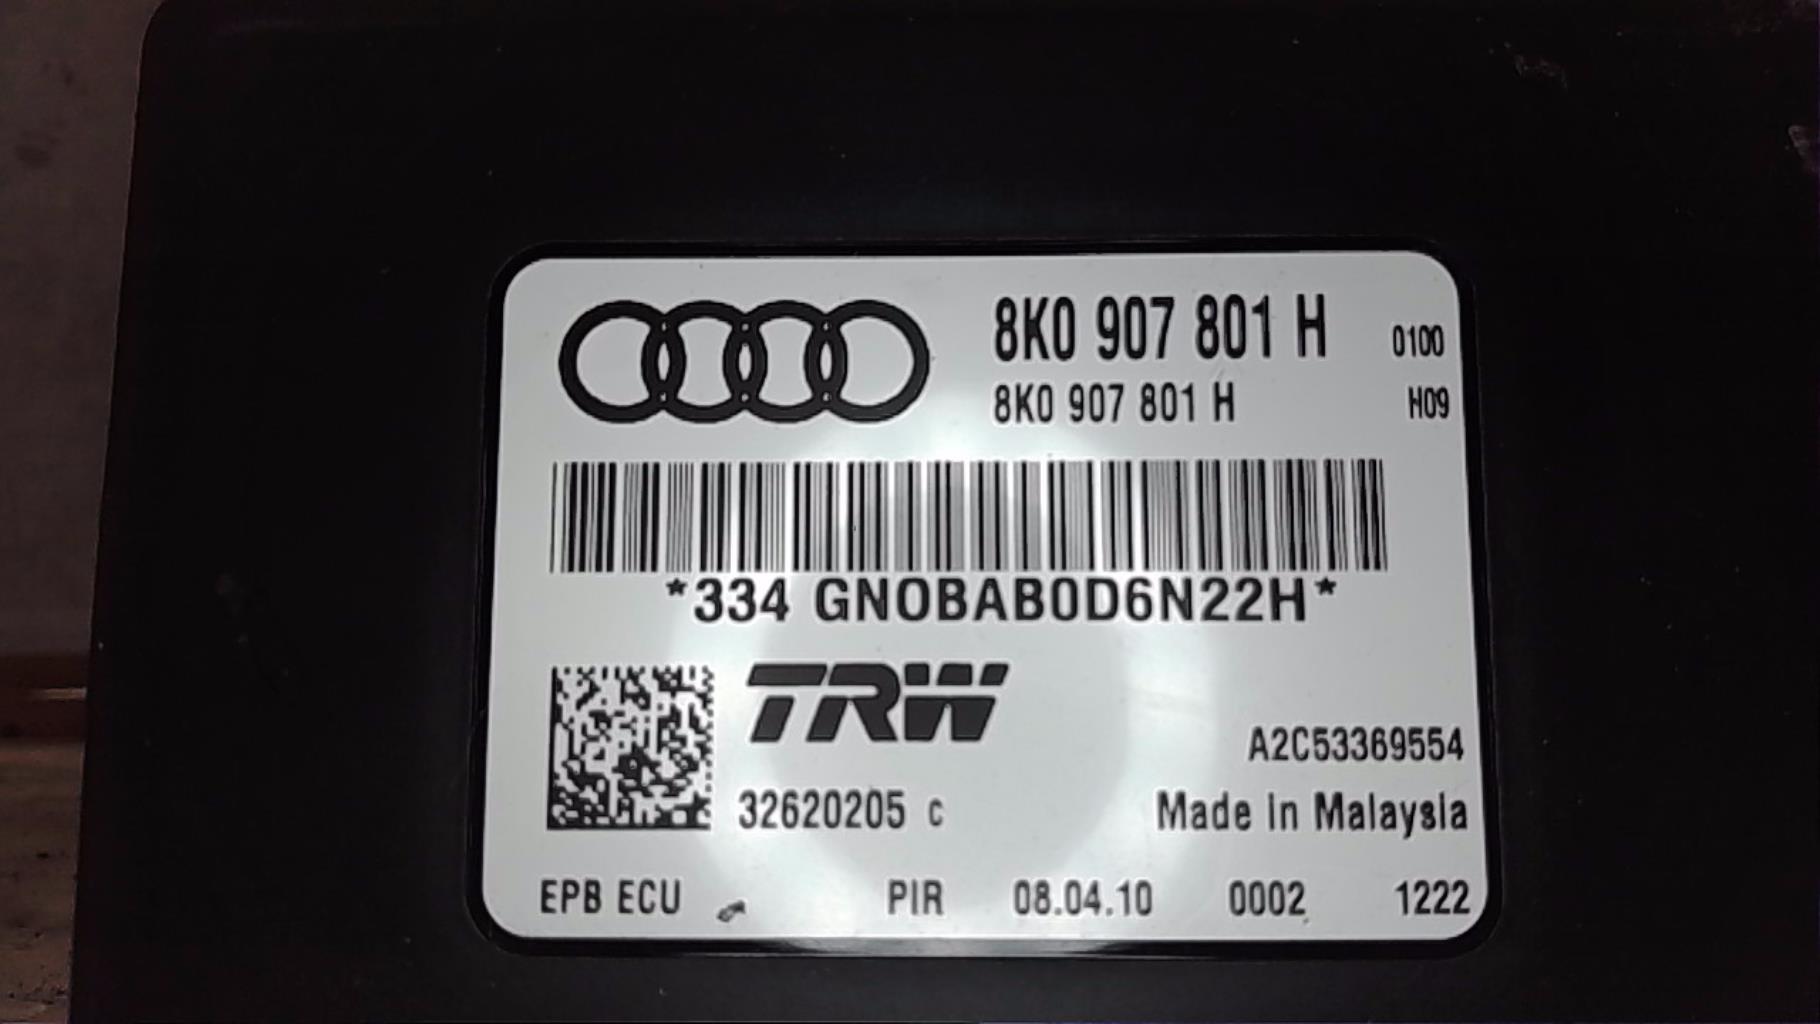 8K0 907 801 H 0100
8K0 907 801 H H09
*334 GN0BAB0D6N22H*
TRW
A2C53369554
32620205 c Made in Malaysia
EPB ECU PIR 08.04.10 0002 1222